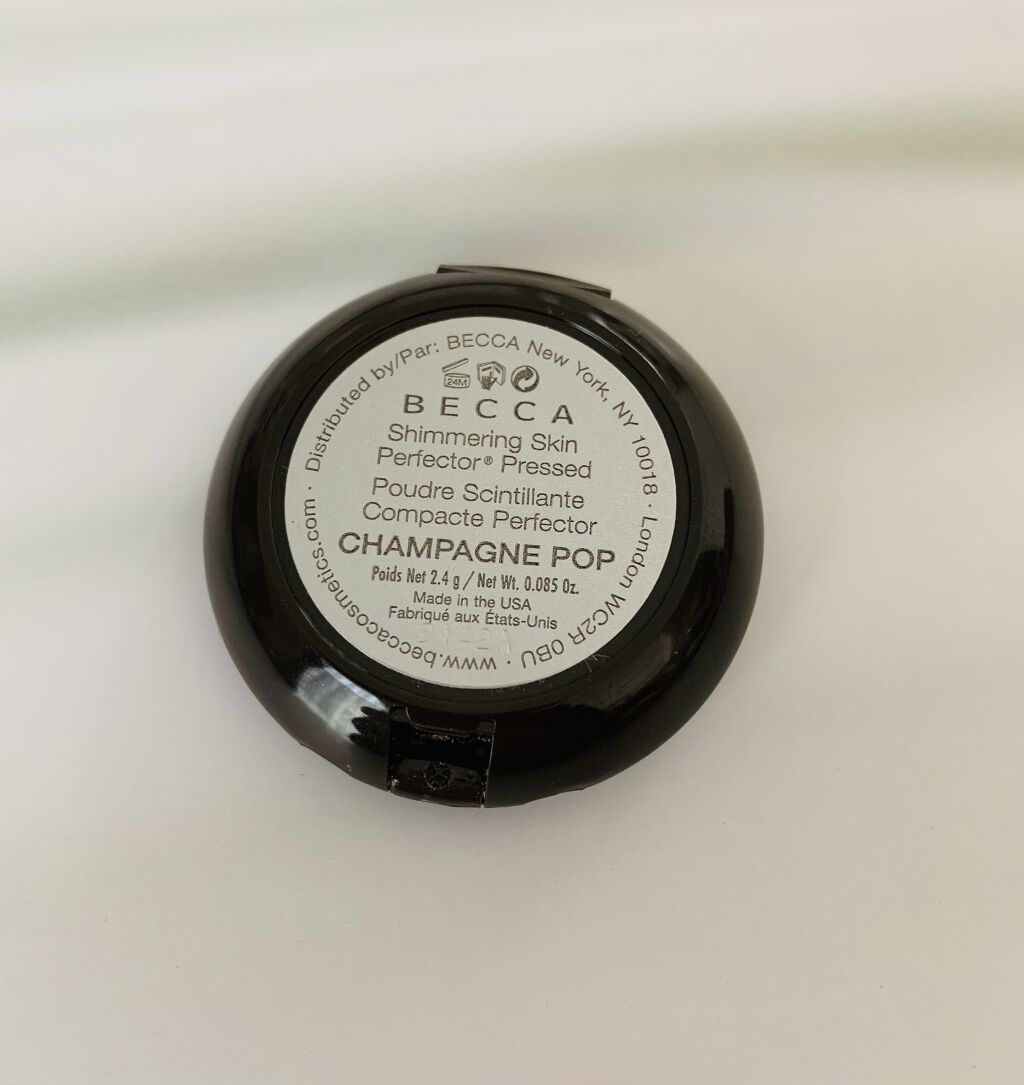 Distributed by/Par: BECCA New York, NY 10018 · London WC2R 0BU · www.beccacosmetics.com ·
24M
BECCA
Shimmering Skin
Perfector® Pressed
Poudre Scintillante
Compacte Perfector
CHAMPAGNE POP
Poids Net 2.4 g / Net Wt. 0.085 Oz.
Made in the USA
Fabriqué aux États-Unis